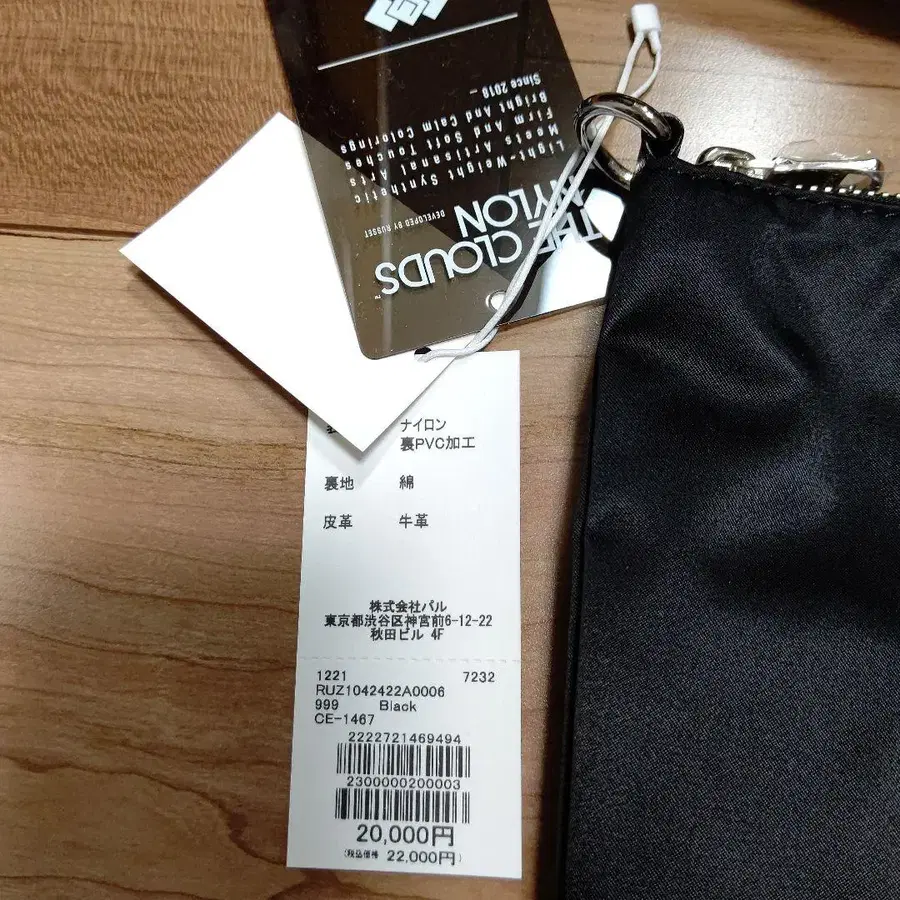 THE CLOUDS
NYLON
™
DEVELOPED BY RUSSET
Light-Weight Synthetic
Meets Artisanal Arts
Firm And Soft Touches
Bright And Calm Colorings
Since 2018 —
ナイロン
裏PVC加工
裏地 綿
皮革 牛革
株式会社パル
東京都渋谷区神宮前6-12-22
秋田ビル 4F
1221 7232
RUZ1042422A0006
999 Black
CE-1467
2222721469494
2300000200003
20,000円
(税込価格 22,000円)